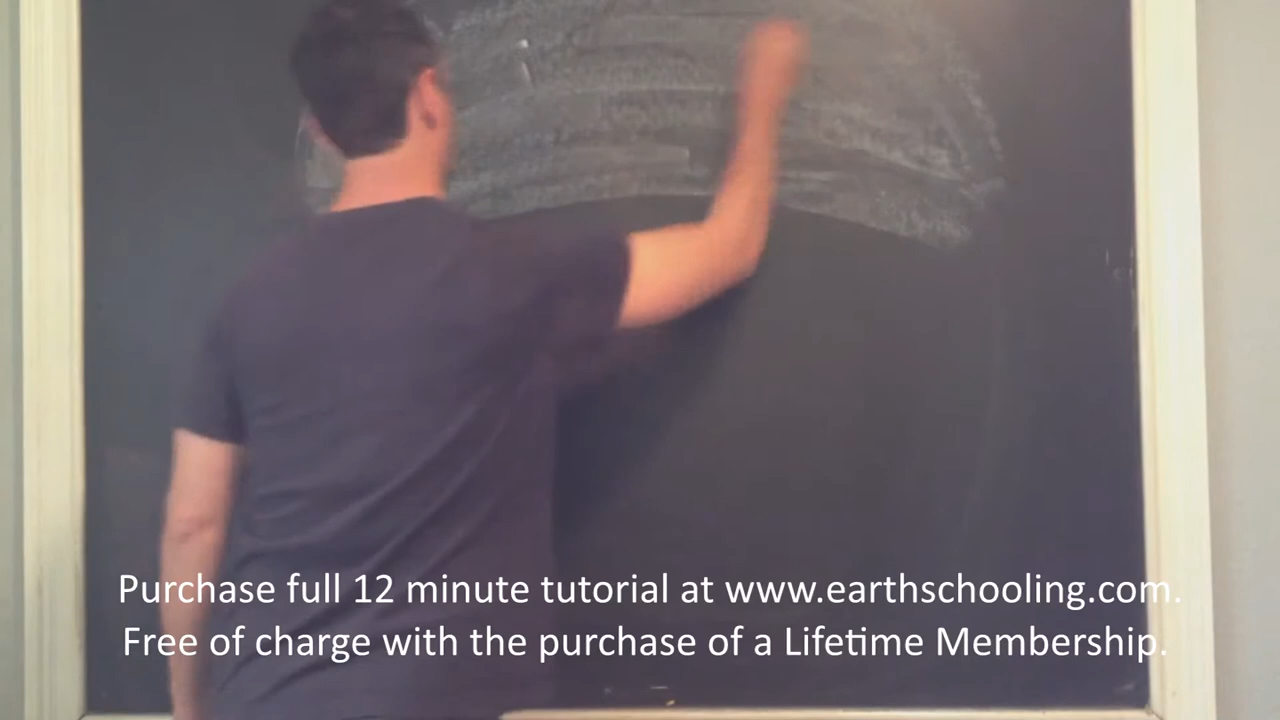 Purchase full 12 minute tutorial at www.earthschooling.com.
Free of charge with the purchase of a Lifetime Membership.